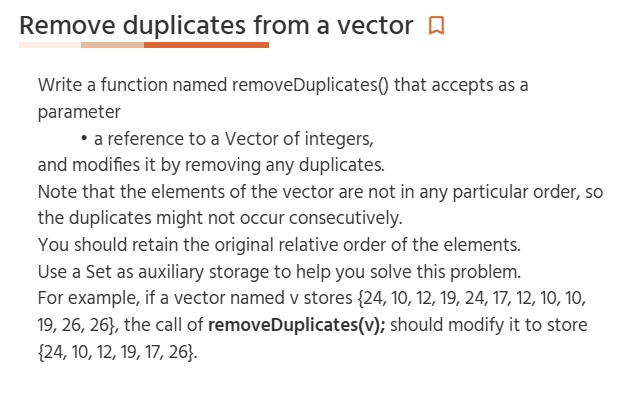 Remove duplicates from a vector
Write a function named removeDuplicates() that accepts as a
parameter
• a reference to a Vector of integers,
and modifies it by removing any duplicates.
Note that the elements of the vector are not in any particular order, so
the duplicates might not occur consecutively.
You should retain the original relative order of the elements.
Use a Set as auxiliary storage to help you solve this problem.
For example, if a vector named v stores {24, 10, 12, 19, 24, 17, 12, 10, 10,
19, 26, 26}, the call of removeDuplicates(v); should modify it to store
{24, 10, 12, 19, 17, 26}.